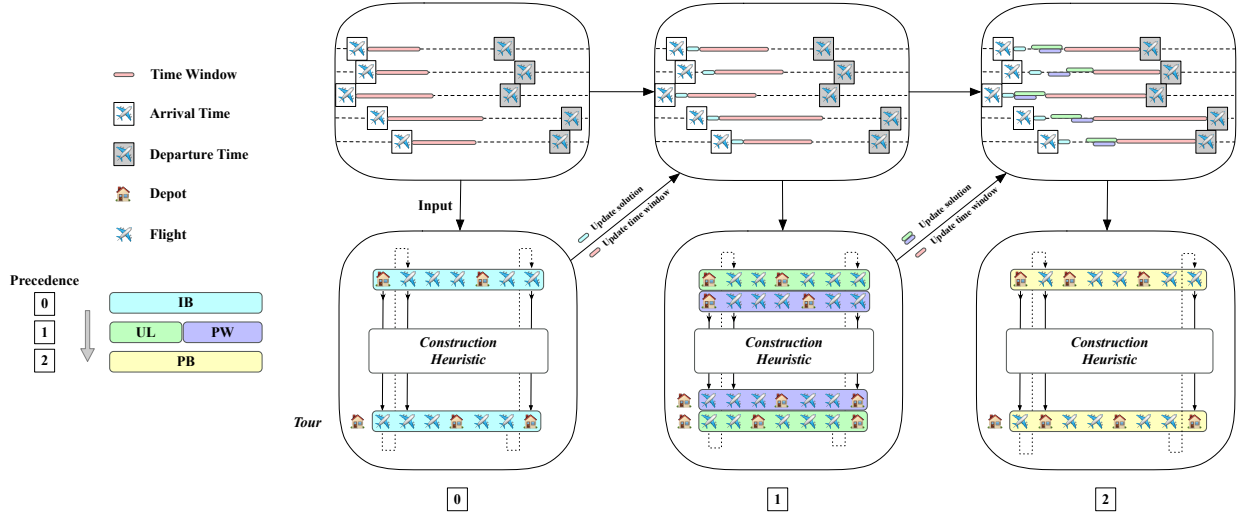 Time Window
Arrival Time
Departure Time
Depot
Flight
Precedence
0
IB
1
UL
PW
2
PB
Input
Update solution
Update time window
Update solution
Update time window
Construction
Heuristic
Construction
Heuristic
Construction
Heuristic
Tour
0
1
2